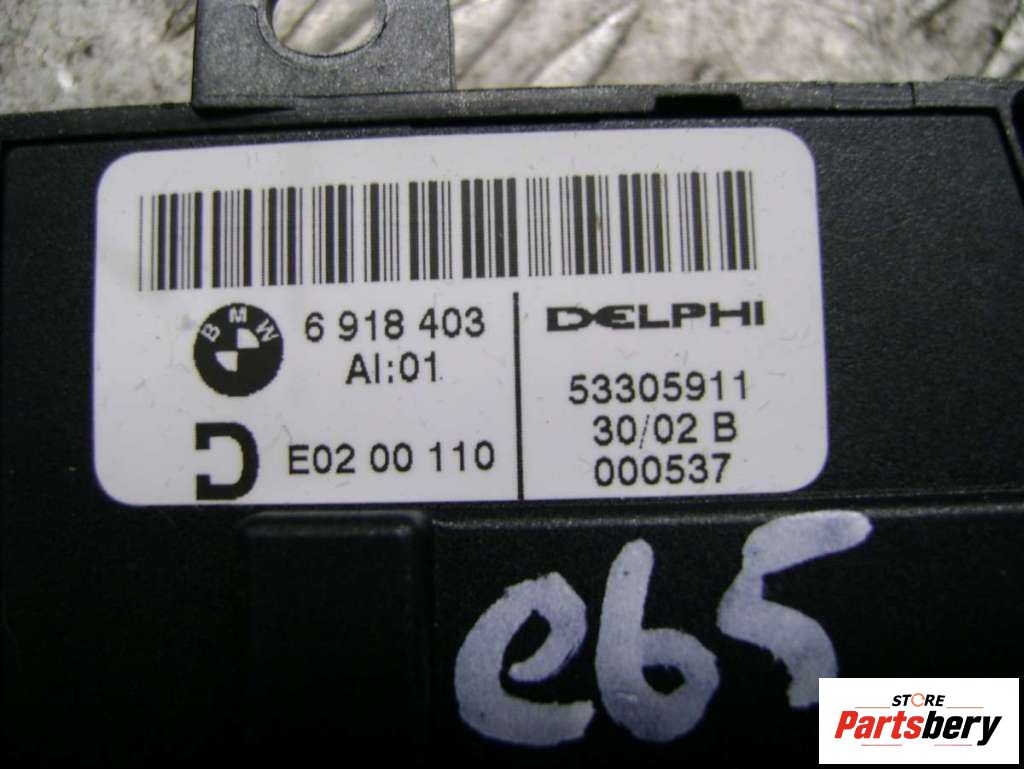 BMW
6 918 403
AI:01
E02 00 110
DELPHI
53305911
30/02 B
000537
e65
STORE
Partsbery